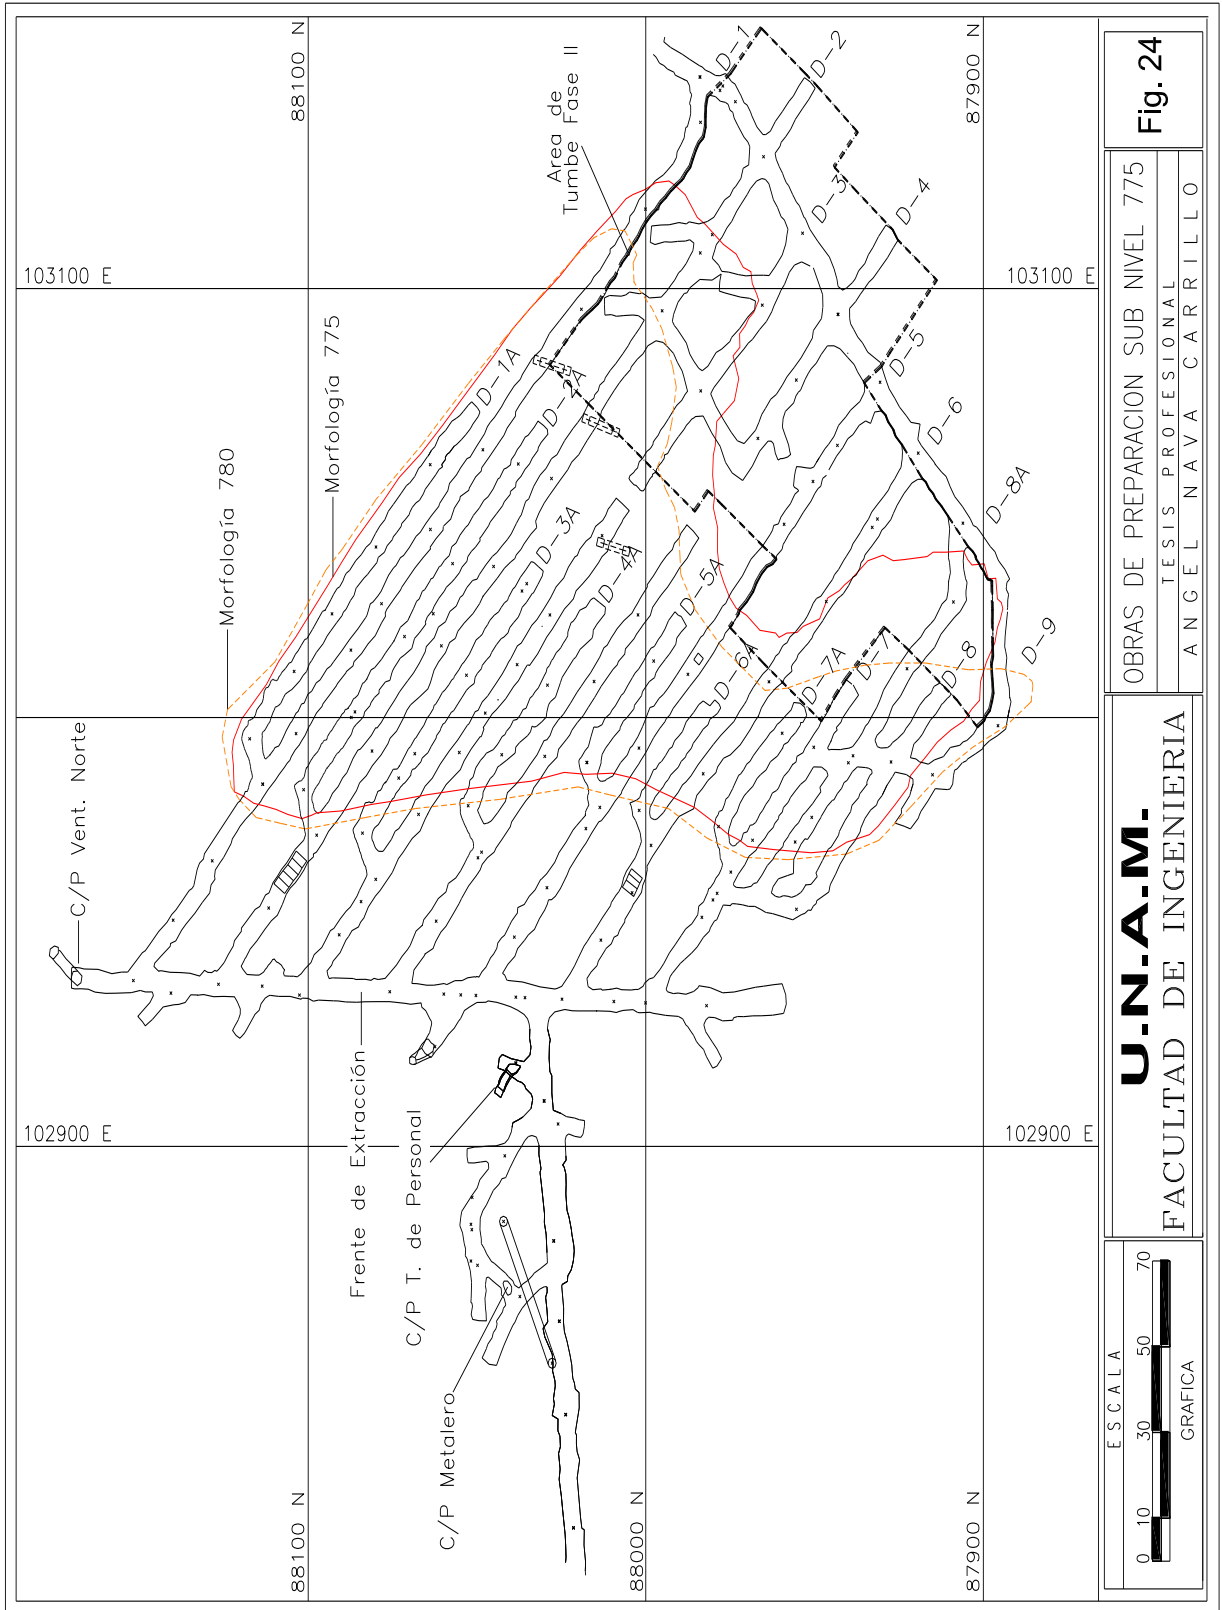 88100 N
88000 N
87900 N
88100 N
87900 N
103100 E
103100 E
102900 E
102900 E
C/P Vent. Norte
Morfología 780
Morfología 775
Area de
Tumbe Fase II
Frente de Extracción
C/P T. de Personal
C/P Metalero
D-1
D-2
D-3
D-4
D-5
D-6
D-8A
D-9
D-8
D-7
D-7A
D-6A
D-5A
D-4A
D-3A
D-2A
D-1A
ESCALA
0 10 30 50 70
GRAFICA
U.N.A.M.
FACULTAD DE INGENIERIA
OBRAS DE PREPARACION SUB NIVEL 775
TESIS PROFESIONAL
ANGEL NAVA CARRILLO
Fig. 24